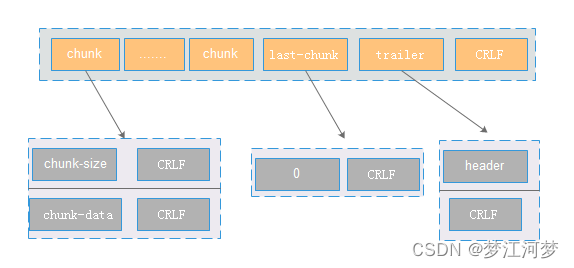 chunk ....... chunk last-chunk trailer CRLF
chunk-size CRLF
chunk-data CRLF
0 CRLF
header
CRLF
CSDN @梦江河梦